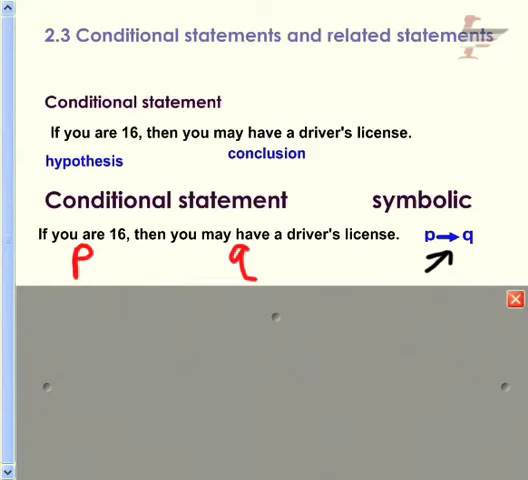 2.3 Conditional statements and related statements
Conditional statement
If you are 16, then you may have a driver's license.
hypothesis conclusion
Conditional statement symbolic
If you are 16, then you may have a driver's license. p→q
p q